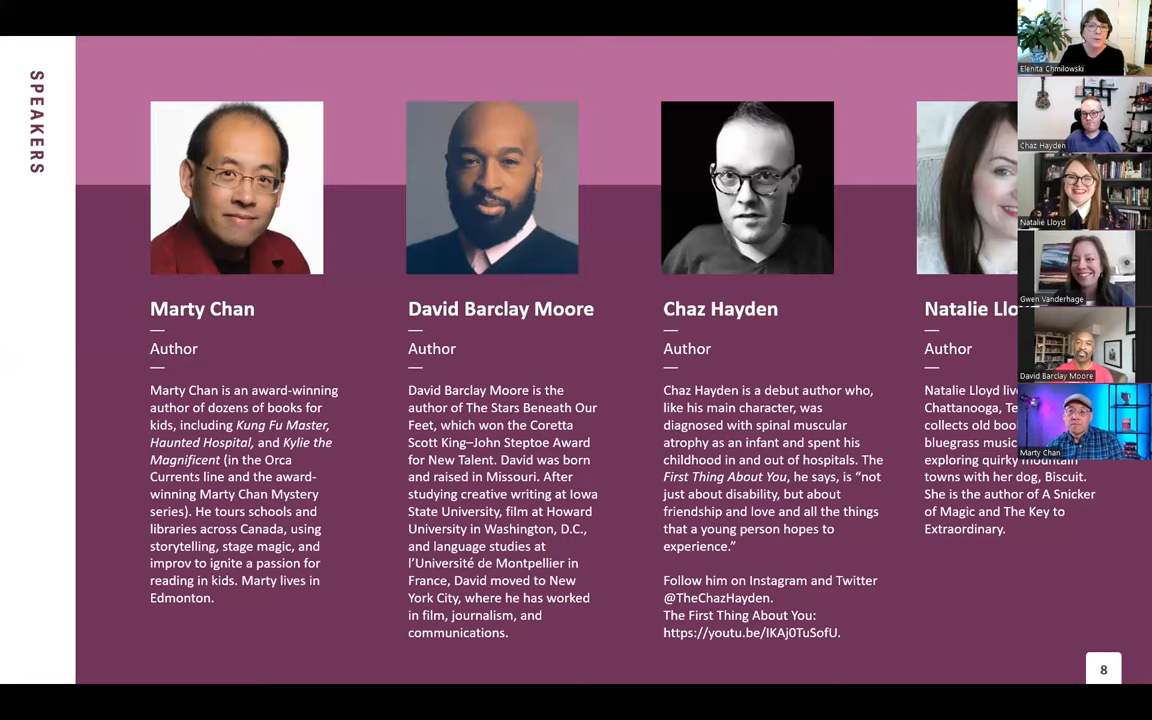 SPEAKERS
Marty Chan
—
Author
—
Marty Chan is an award-winning
author of dozens of books for
kids, including Kung Fu Master,
Haunted Hospital, and Kylie the
Magnificent (in the Orca
Currents line and the award-
winning Marty Chan Mystery
series). He tours schools and
libraries across Canada, using
storytelling, stage magic, and
improv to ignite a passion for
reading in kids. Marty lives in
Edmonton.
David Barclay Moore
—
Author
—
David Barclay Moore is the
author of The Stars Beneath Our
Feet, which won the Coretta
Scott King–John Steptoe Award
for New Talent. David was born
and raised in Missouri. After
studying creative writing at Iowa
State University, film at Howard
University in Washington, D.C.,
and language studies at
l’Université de Montpellier in
France, David moved to New
York City, where he has worked
in film, journalism, and
communications.
Chaz Hayden
—
Author
—
Chaz Hayden is a debut author who,
like his main character, was
diagnosed with spinal muscular
atrophy as an infant and spent his
childhood in and out of hospitals. The
First Thing About You, he says, is “not
just about disability, but about
friendship and love and all the things
that a young person hopes to
experience.”
Follow him on Instagram and Twitter
@TheChazHayden.
The First Thing About You:
https://youtu.be/IKAj0TuSofU.
Natalie
—
Author
—
Natalie
Chattanooga,
collects old
bluegrass
exploring quirky mountain
towns with her dog, Biscuit.
She is the author of A Snicker
of Magic and The Key to
Extraordinary.
8
Elenita Chmilowski
Chaz Hayden
Natalie Lloyd
Gwen Vanderhage
David Barclay Moore
Marty Chan